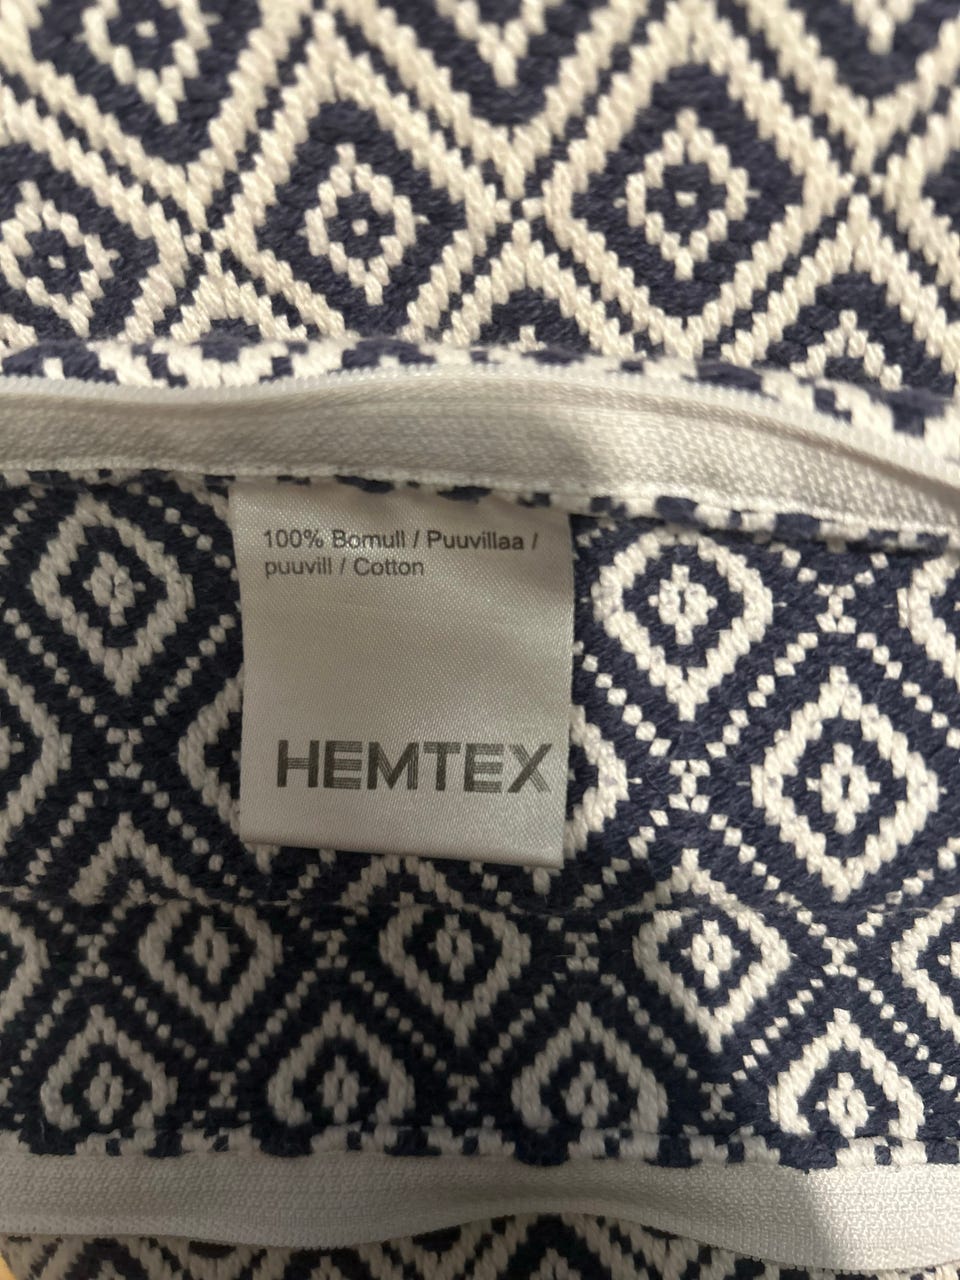 100% Bomull / Puuvillaa /
puuvill / Cotton
HEMTEX